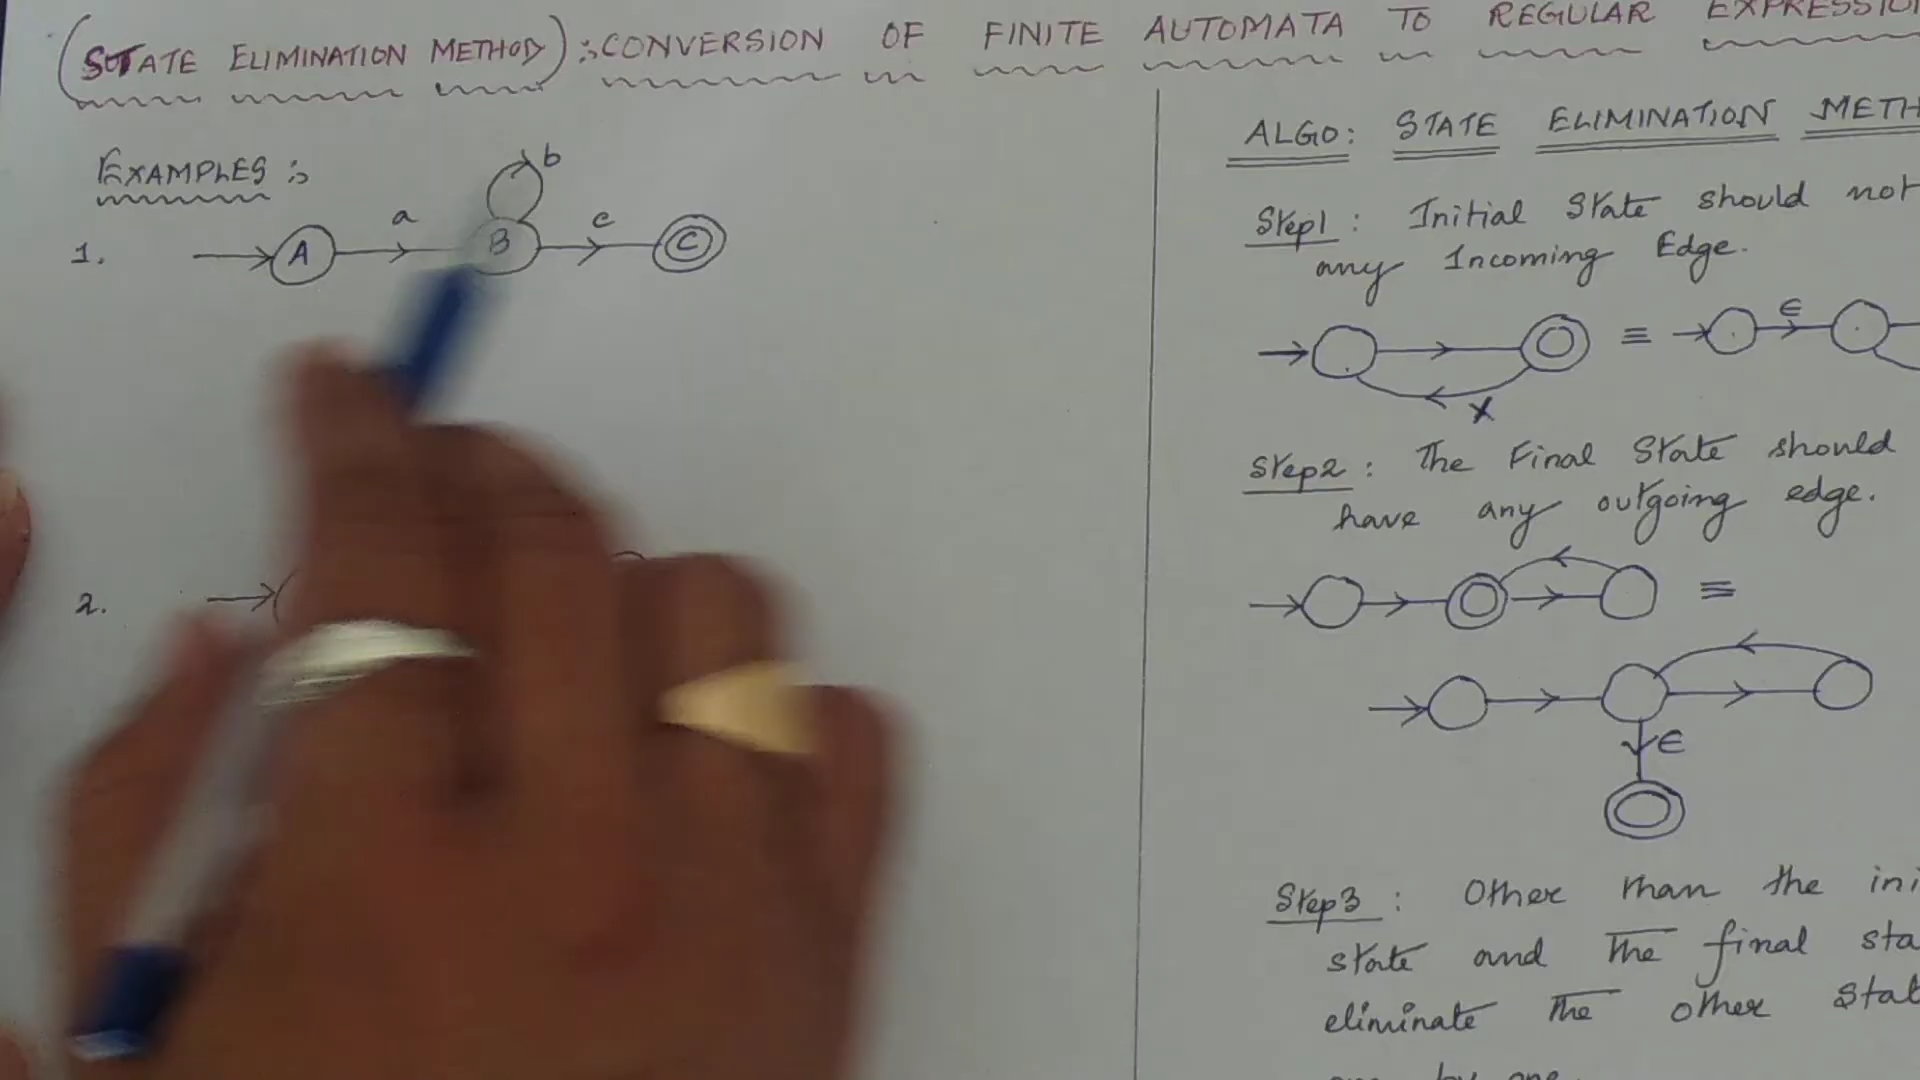 (STATE ELIMINATION METHOD):- CONVERSION OF FINITE AUTOMATA TO REGULAR
EXAMPLES :-
1.
A
a
B
b
c
C
2.
ALGO: STATE ELIMINATION
Step1 : Initial State should not
any Incoming Edge.
≡
ε
X
Step2 : The Final State should
have any outgoing edge.
≡
ε
Step3 : Other than the
state and the final
eliminate the other
by one